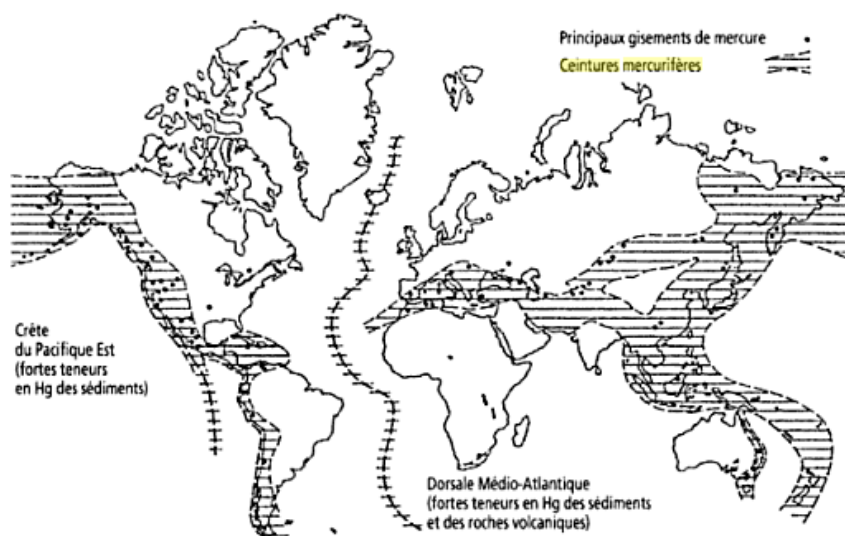 Principaux gisements de mercure
Ceintures mercurifères
Crête
du Pacifique Est
(fortes teneurs
en Hg des sédiments)
Dorsale Médio-Atlantique
(fortes teneurs en Hg des sédiments
et des roches volcaniques)